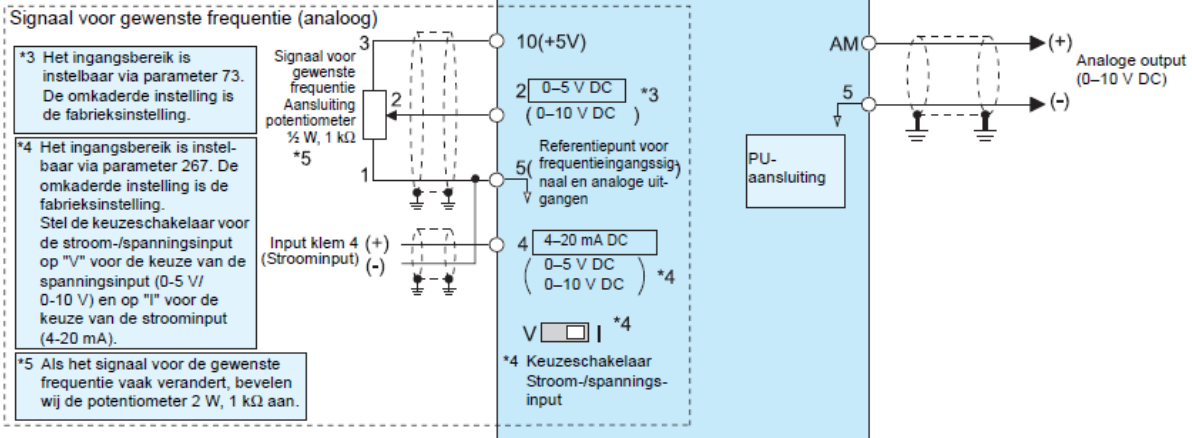 Signaal voor gewenste frequentie (analoog)
*3 Het ingangsbereik is
instelbaar via parameter 73.
De omkaderde instelling is
de fabrieksinstelling.
*4 Het ingangsbereik is instel-
baar via parameter 267. De
omkaderde instelling is de
fabrieksinstelling.
Stel de keuzeschakelaar voor
de stroom-/spanningsinput
op "V" voor de keuze van de
spanningsinput (0-5 V/
0-10 V) en op "I" voor de
keuze van de stroominput
(4-20 mA).
*5 Als het signaal voor de gewenste
frequentie vaak verandert, bevelen
wij de potentiometer 2 W, 1 kΩ aan.
Signaal voor
gewenste
frequentie
Aansluiting
potentiometer
½ W, 1 kΩ
*5
3
2
1
Input klem 4 (+)
(Stroominput) (-)
10(+5V)
2 0–5 V DC *3
( 0–10 V DC )
5( Referentiepunt voor
frequentieingangssig-
naal en analoge uit-
gangen )
4 4–20 mA DC
( 0–5 V DC
0–10 V DC ) *4
V I *4
*4 Keuzeschakelaar
Stroom-/spannings-
input
PU-
aansluiting
AM
5
(+)
Analoge output
(0–10 V DC)
(-)